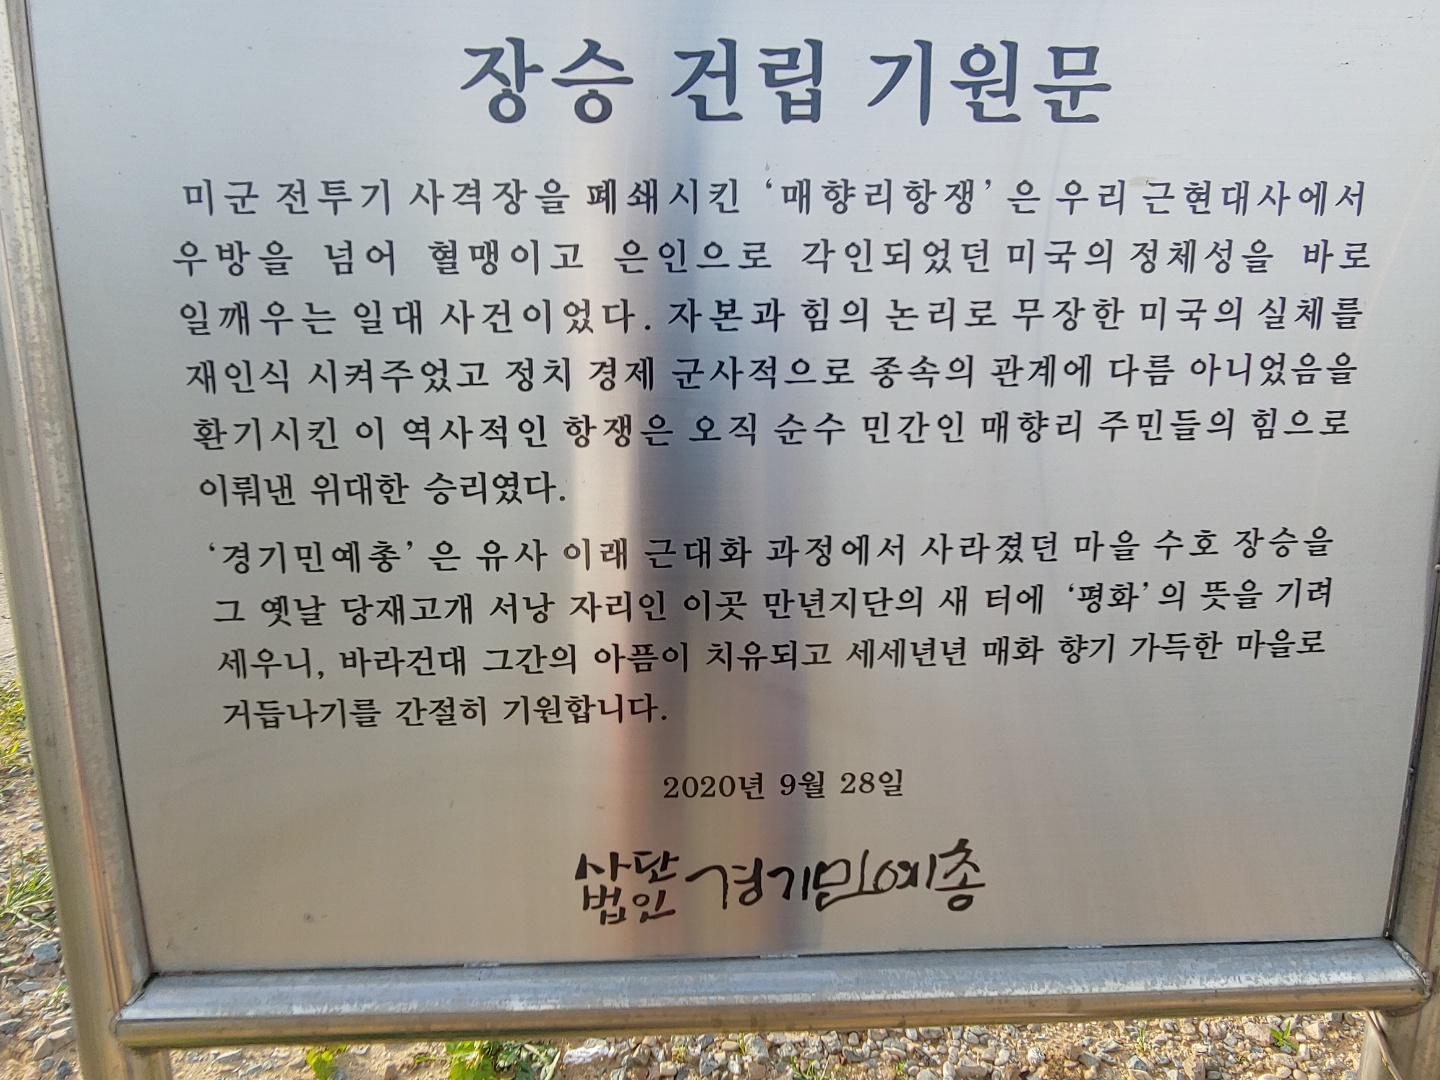 장승 건립 기원문
미군 전투기 사격장을 폐쇄시킨 ‘매향리항쟁’ 은 우리 근현대사에서
우방을 넘어 혈맹이고 은인으로 각인되었던 미국의 정체성을 바로
일깨우는 일대 사건이었다. 자본과 힘의 논리로 무장한 미국의 실체를
재인식 시켜주었고 정치 경제 군사적으로 종속의 관계에 다름 아니었음을
환기시킨 이 역사적인 항쟁은 오직 순수 민간인 매향리 주민들의 힘으로
이뤄낸 위대한 승리였다.
‘경기민예총’ 은 유사 이래 근대화 과정에서 사라졌던 마을 수호 장승을
그 옛날 당재고개 서낭 자리인 이곳 만년지단의 새 터에 ‘평화’의 뜻을 기려
세우니, 바라건대 그간의 아픔이 치유되고 세세년년 매화 향기 가득한 마을로
거듭나기를 간절히 기원합니다.
2020년 9월 28일
사단법인 경기민예총